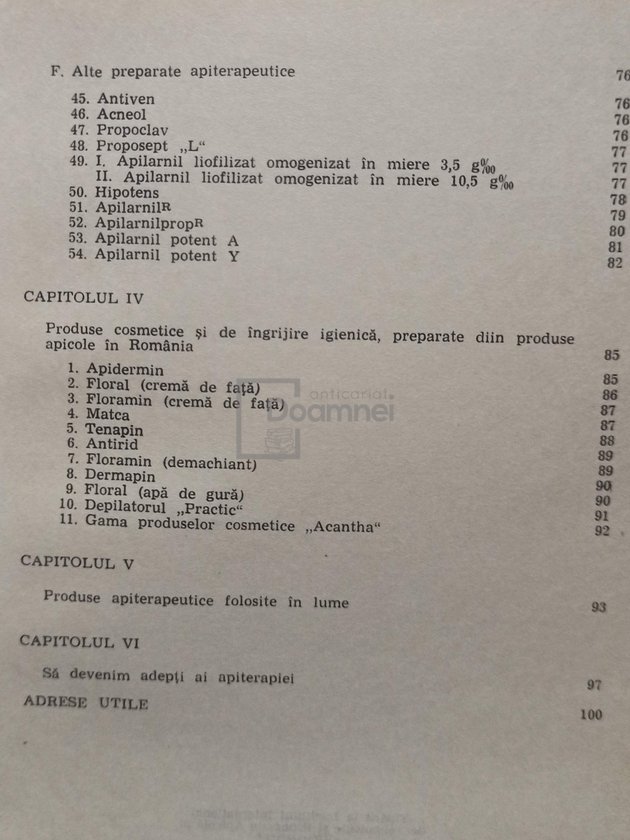 F. Alte preparate apiterapeutice 76
45. Antiven 76
46. Acneol 76
47. Propoclav 76
48. Proposept „L“ 77
49. I. Apilarnil liofilizat omogenizat în miere 3,5 g‰ 77
II. Apilarnil liofilizat omogenizat în miere 10,5 g‰ 77
50. Hipotens 78
51. ApilarnilR 79
52. ApilarnilpropR 80
53. Apilarnil potent A 81
54. Apilarnil potent Y 82
CAPITOLUL IV
Produse cosmetice și de îngrijire igienică, preparate diin produse
apicole în România 85
1. Apidermin 85
2. Floral (cremă de față) 86
3. Floramin (cremă de față) 87
4. Matca 87
5. Tenapin 88
6. Antirid 89
7. Floramin (demachiant) 89
8. Dermapin 90
9. Floral (apă de gură) 90
10. Depilatorul „Practic“ 91
11. Gama produselor cosmetice „Acantha“ 92
anticariat
Doamnei
CAPITOLUL V
Produse apiterapeutice folosite în lume 93
CAPITOLUL VI
Să devenim adepți ai apiterapiei 97
ADRESE UTILE 100